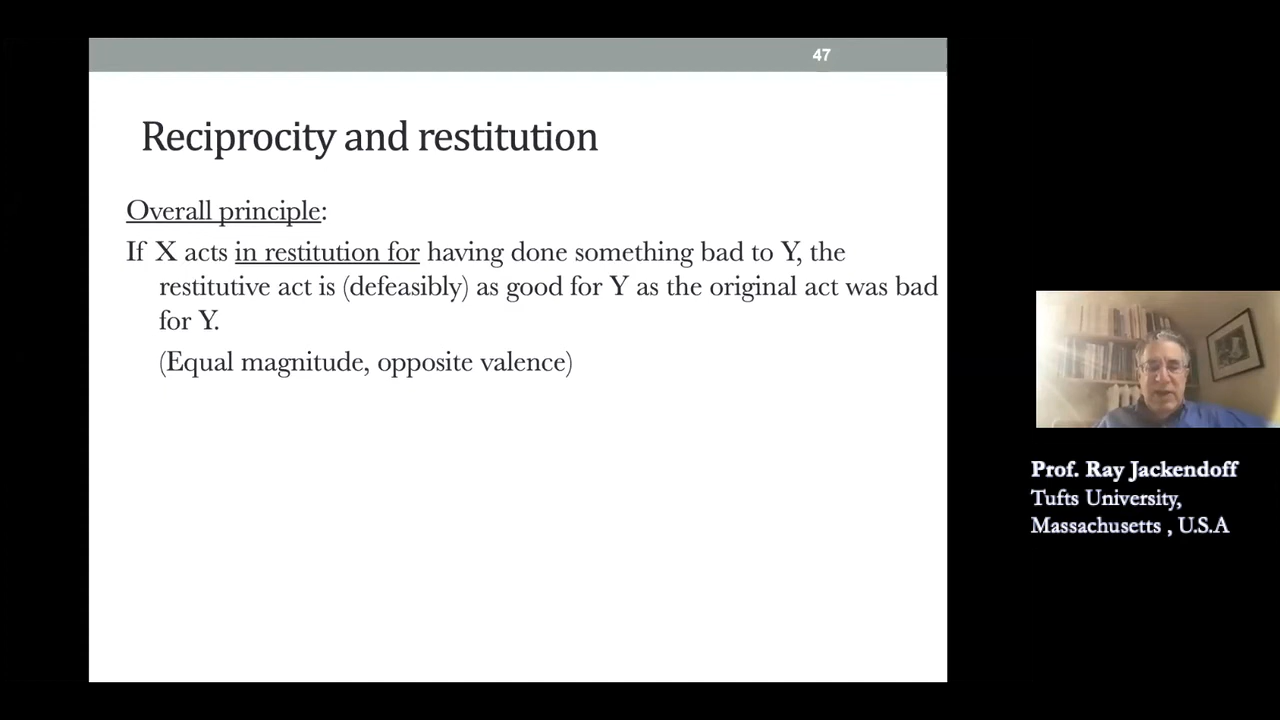 47
Reciprocity and restitution
Overall principle:
If X acts in restitution for having done something bad to Y, the
restitutive act is (defeasibly) as good for Y as the original act was bad
for Y.
(Equal magnitude, opposite valence)
Prof. Ray Jackendoff
Tufts University,
Massachusetts , U.S.A